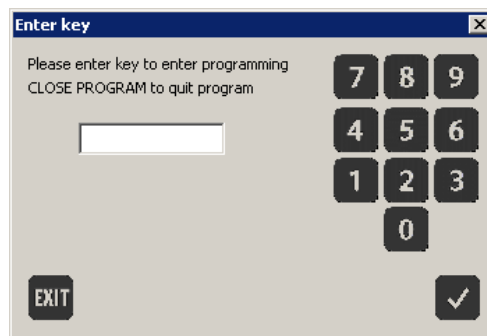 Enter key
Please enter key to enter programming
CLOSE PROGRAM to quit program
7 8 9
4 5 6
1 2 3
0
EXIT